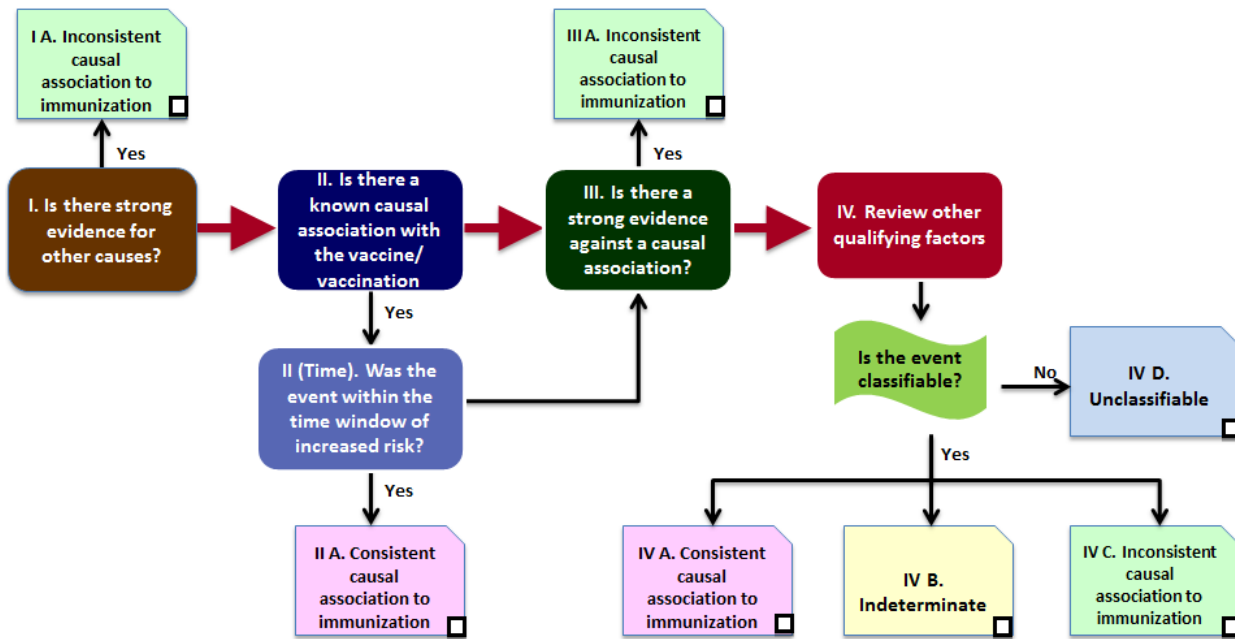 I A. Inconsistent
causal
association to
immunization
III A. Inconsistent
causal
association to
immunization
Yes
Yes
I. Is there strong
evidence for
other causes?
II. Is there a
known causal
association with
the vaccine/
vaccination
III. Is there a
strong evidence
against a causal
association?
IV. Review other
qualifying factors
Yes
II (Time). Was the
event within the
time window of
increased risk?
Is the event
classifiable?
No
IV D.
Unclassifiable
Yes
Yes
II A. Consistent
causal
association to
immunization
IV A. Consistent
causal
association to
immunization
IV B.
Indeterminate
IV C. Inconsistent
causal
association to
immunization